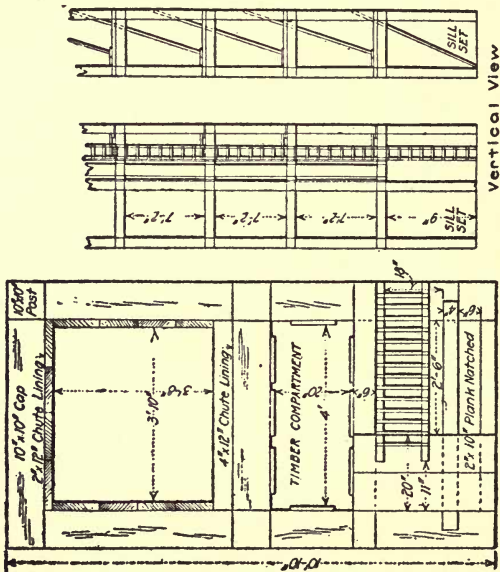 SILL
SET
Vertical View
7'-2"
7'-2"
7'-2"
SILL
SET
10"x10"
Post
10"x10" Cap
2"x12" Chute Lining
3'-8"
3'-10"
4"x12" Chute Lining
TIMBER COMPARTMENT
20"
4'
6"
18"
2'-6"
20"
11"
4"
6"
2"x10" Plank Notched
10'-10"